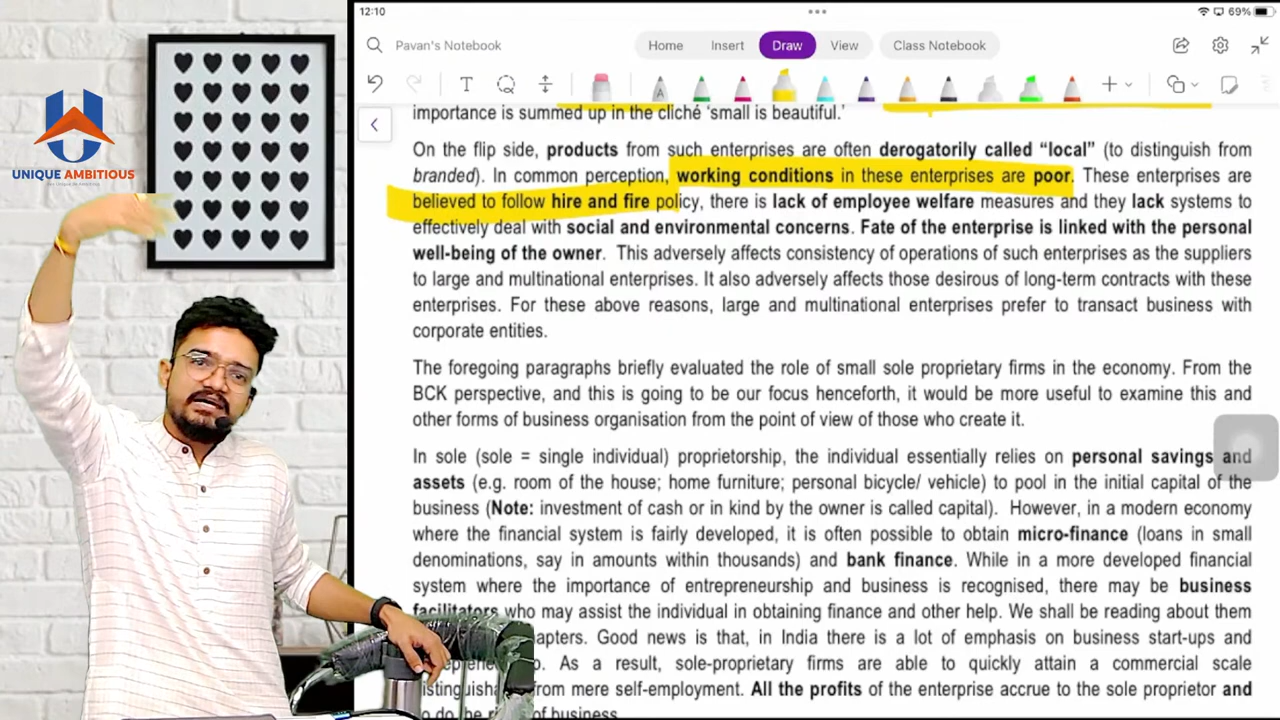 12:10
69%
Pavan's Notebook
Home Insert Draw View Class Notebook
UNIQUE AMBITIOUS
importance is summed up in the cliché ‘small is beautiful.’
On the flip side, products from such enterprises are often derogatorily called “local” (to distinguish from
branded). In common perception, working conditions in these enterprises are poor. These enterprises are
believed to follow hire and fire policy, there is lack of employee welfare measures and they lack systems to
effectively deal with social and environmental concerns. Fate of the enterprise is linked with the personal
well-being of the owner. This adversely affects consistency of operations of such enterprises as the suppliers
to large and multinational enterprises. It also adversely affects those desirous of long-term contracts with these
enterprises. For these above reasons, large and multinational enterprises prefer to transact business with
corporate entities.
The foregoing paragraphs briefly evaluated the role of small sole proprietary firms in the economy. From the
BCK perspective, and this is going to be our focus henceforth, it would be more useful to examine this and
other forms of business organisation from the point of view of those who create it.
In sole (sole = single individual) proprietorship, the individual essentially relies on personal savings and
assets (e.g. room of the house; home furniture; personal bicycle/ vehicle) to pool in the initial capital of the
business (Note: investment of cash or in kind by the owner is called capital). However, in a modern economy
where the financial system is fairly developed, it is often possible to obtain micro-finance (loans in small
denominations, say in amounts within thousands) and bank finance. While in a more developed financial
system where the importance of entrepreneurship and business is recognised, there may be business
facilitators who may assist the individual in obtaining finance and other help. We shall be reading about them
hapters. Good news is that, in India there is a lot of emphasis on business start-ups and
o. As a result, sole-proprietary firms are able to quickly attain a commercial scale
from mere self-employment. All the profits of the enterprise accrue to the sole proprietor and
of business